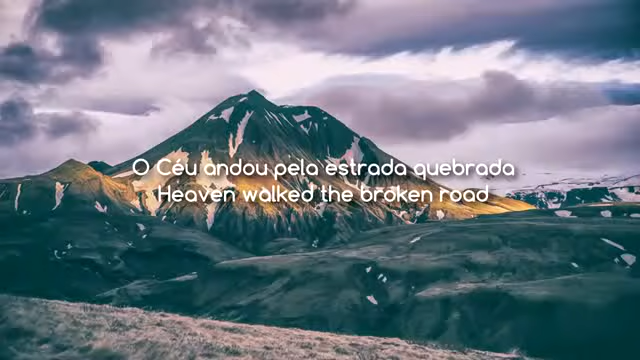 O Céu andou pela estrada quebrada
Heaven walked the broken road